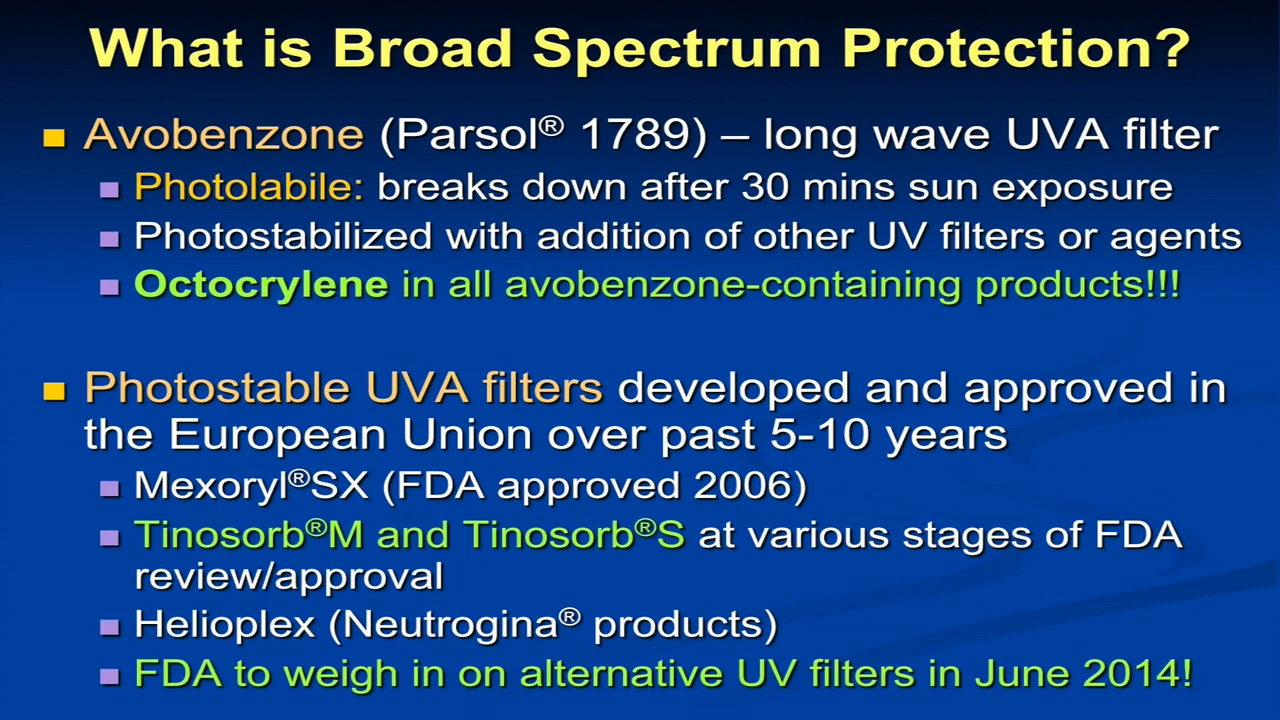 What is Broad Spectrum Protection?
Avobenzone (Parsol® 1789) – long wave UVA filter
Photolabile: breaks down after 30 mins sun exposure
Photostabilized with addition of other UV filters or agents
Octocrylene in all avobenzone-containing products!!!
Photostable UVA filters developed and approved in
the European Union over past 5-10 years
Mexoryl®SX (FDA approved 2006)
Tinosorb®M and Tinosorb®S at various stages of FDA
review/approval
Helioplex (Neutrogina® products)
FDA to weigh in on alternative UV filters in June 2014!